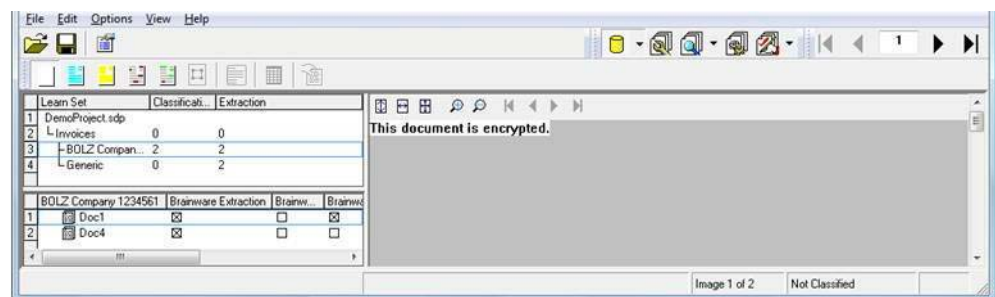 File Edit Options View Help
1
Learn Set Classificati... Extraction
1 DemoProject.sdp
2 Invoices 0 0
3 BOLZ Compan... 2 2
4 Generic 0 2
This document is encrypted.
BOLZ Company 1234561 Brainware Extraction Brainw... Brainwa
1 Doc1
2 Doc4
Image 1 of 2 Not Classified